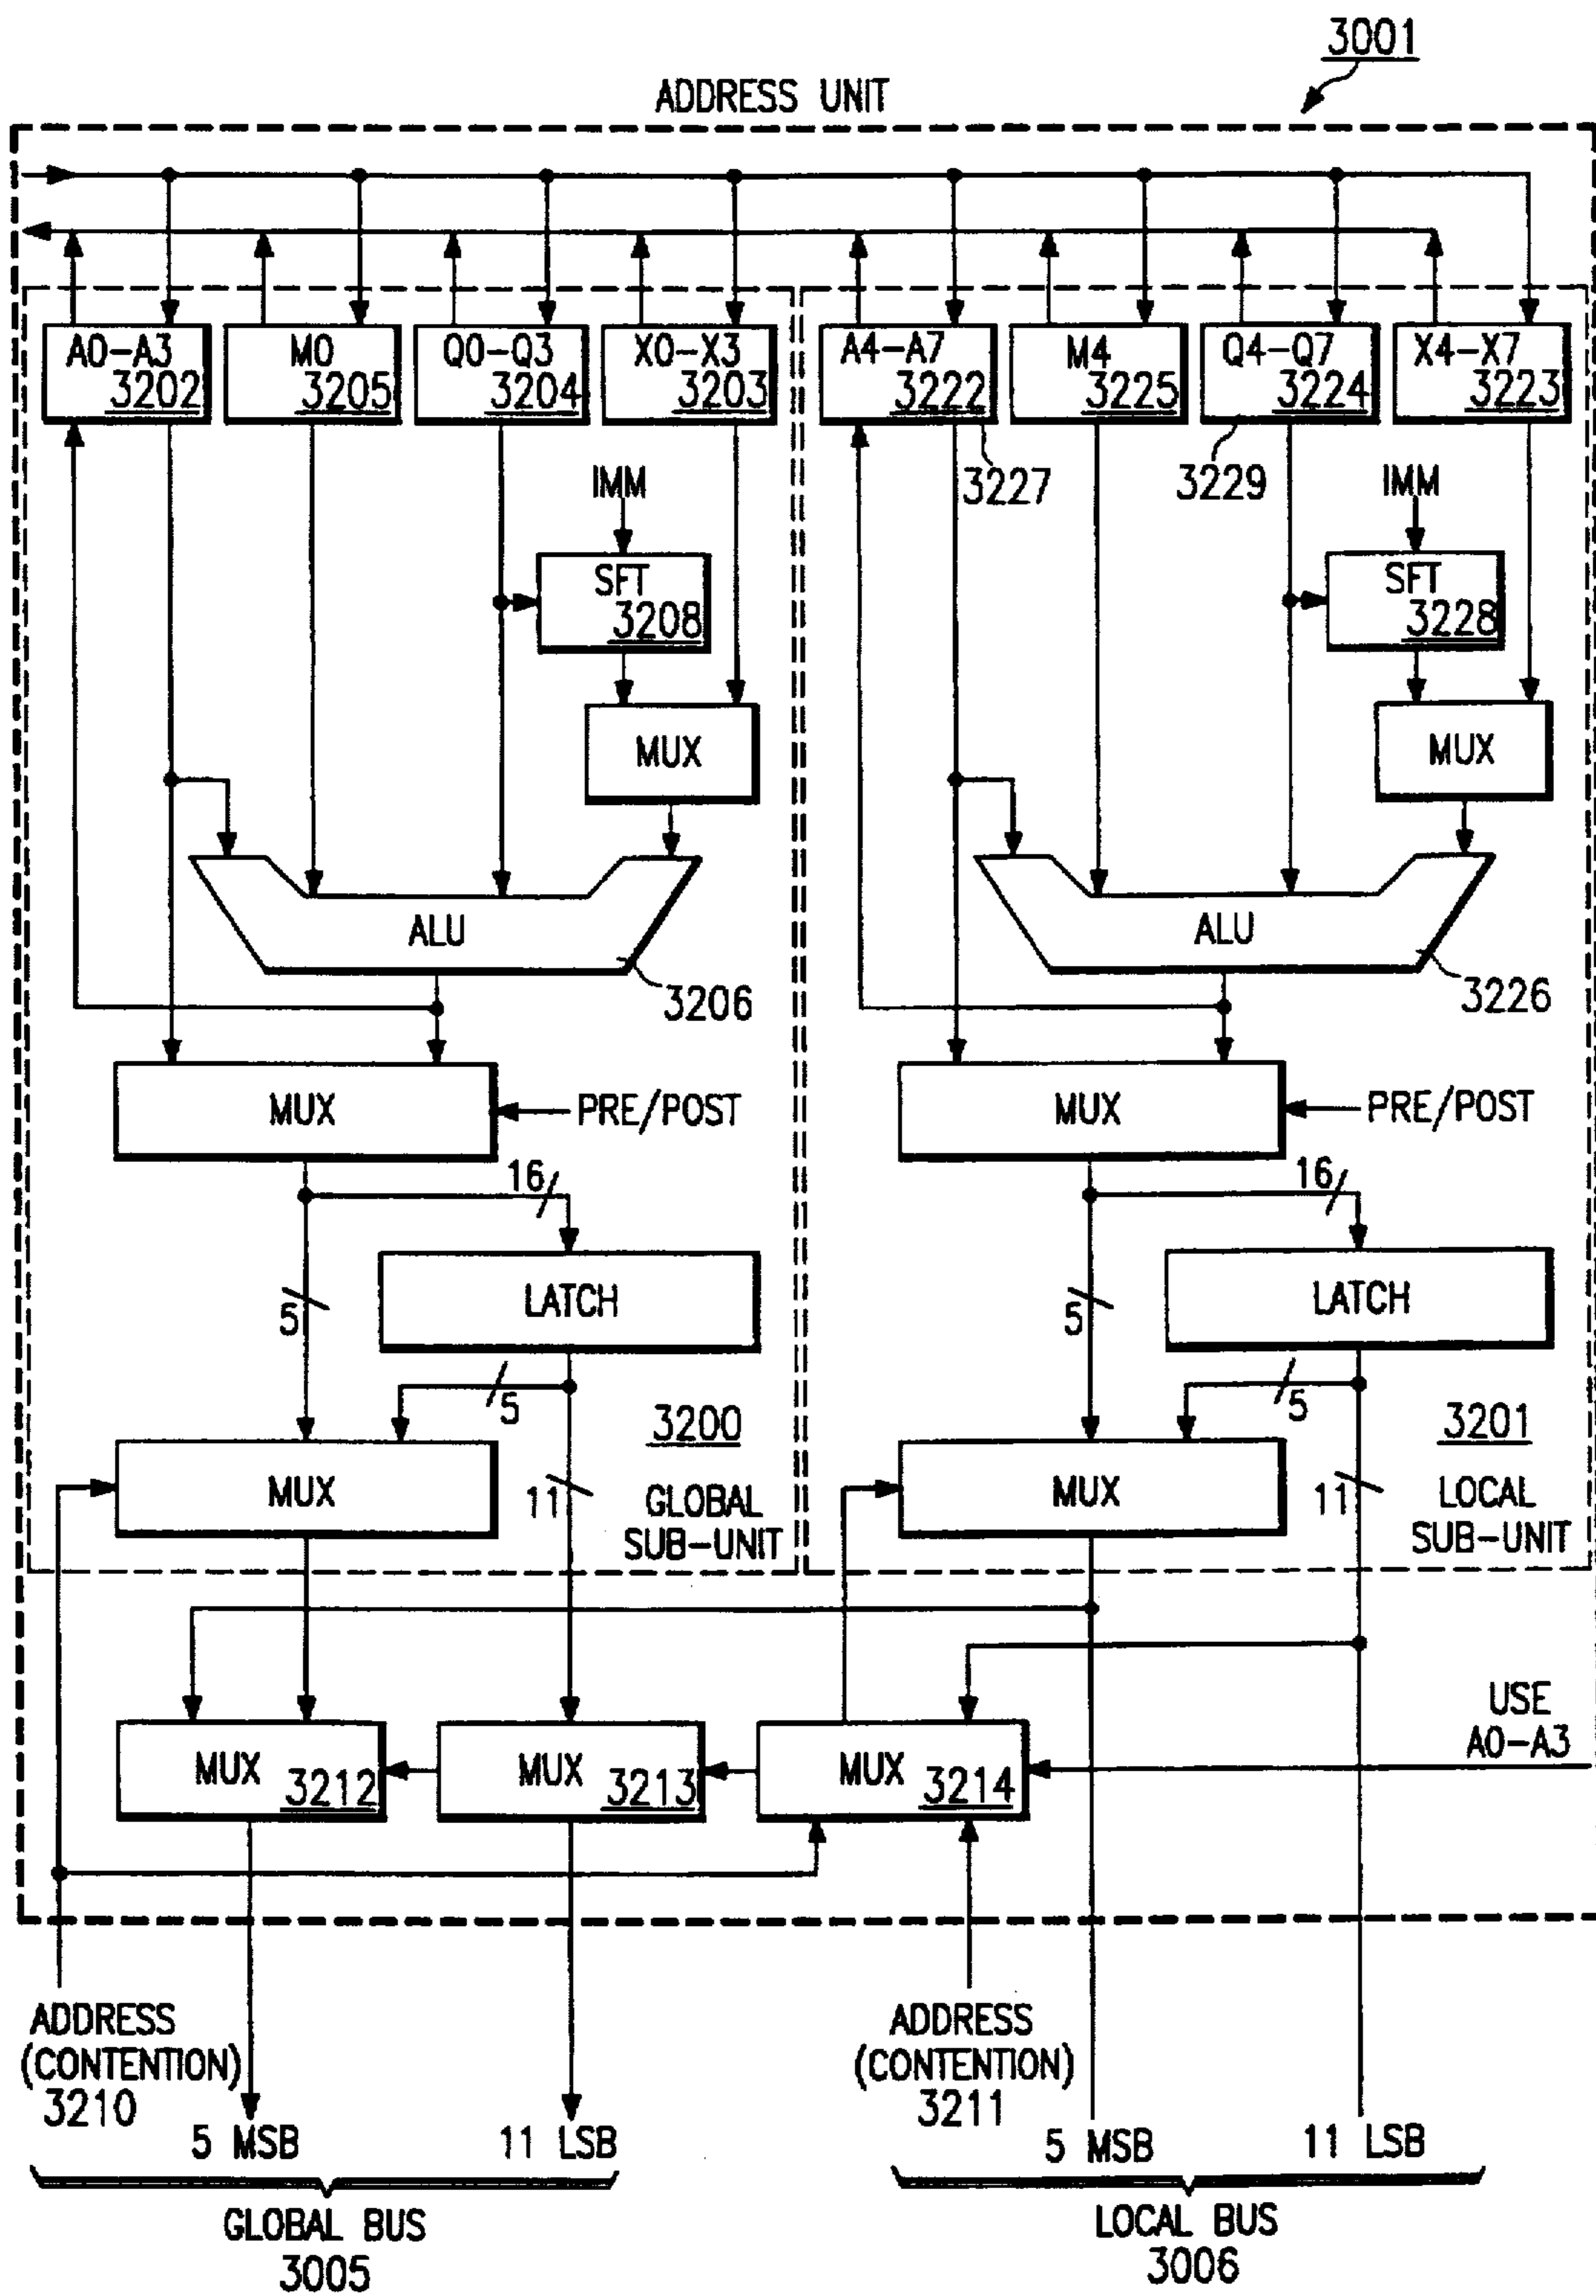 3001
ADDRESS UNIT
A0-A3
3202
M0
3205
Q0-Q3
3204
X0-X3
3203
A4-A7
3222
M4
3225
Q4-Q7
3224
X4-X7
3223
3227
3229
IMM
IMM
SFT
3208
SFT
3228
MUX
MUX
ALU
ALU
3206
3226
MUX
PRE/POST
MUX
PRE/POST
16
16
LATCH
LATCH
5
5
5
5
3200
3201
MUX
11
GLOBAL
SUB-UNIT
MUX
11
LOCAL
SUB-UNIT
USE
A0-A3
MUX
3212
MUX
3213
MUX
3214
ADDRESS
(CONTENTION)
3210
ADDRESS
(CONTENTION)
3211
5 MSB
11 LSB
5 MSB
11 LSB
GLOBAL BUS
3005
LOCAL BUS
3006